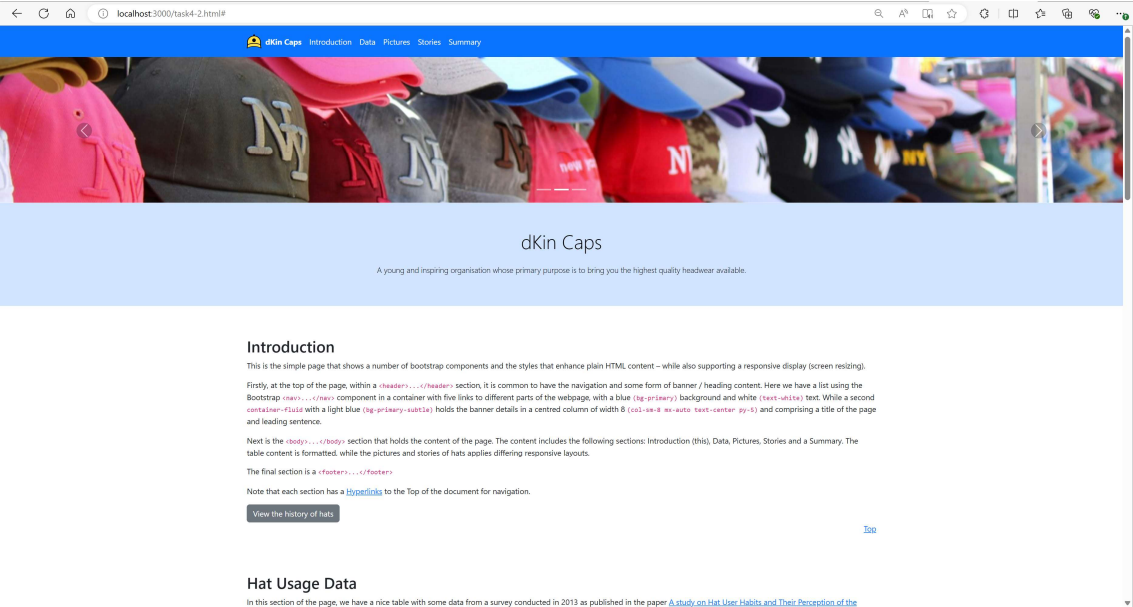 localhost:3000/task4-2.html#
dKin Caps Introduction Data Pictures Stories Summary
dKin Caps
A young and inspiring organisation whose primary purpose is to bring you the highest quality headwear available.
Introduction
This is the simple page that shows a number of bootstrap components and the styles that enhance plain HTML content – while also supporting a responsive display (screen resizing).
Firstly, at the top of the page, within a <header>...</header> section, it is common to have the navigation and some form of banner / heading content. Here we have a list using the
Bootstrap <nav>...</nav> component in a container with five links to different parts of the webpage, with a blue (bg-primary) background and white (text-white) text. While a second
container-fluid with a light blue (bg-primary-subtle) holds the banner details in a centred column of width 8 (col-sm-8 mx-auto text-center py-5) and comprising a title of the page
and leading sentence.
Next is the <body>...</body> section that holds the content of the page. The content includes the following sections: Introduction (this), Data, Pictures, Stories and a Summary. The
table content is formatted. while the pictures and stories of hats applies differing responsive layouts.
The final section is a <footer>...</footer>
Note that each section has a Hyperlinks to the Top of the document for navigation.
View the history of hats
Top
Hat Usage Data
In this section of the page, we have a nice table with some data from a survey conducted in 2013 as published in the paper A study on Hat User Habits and Their Perception of the